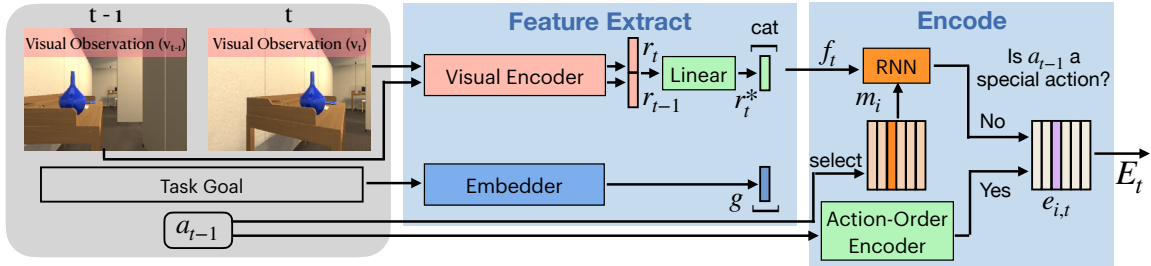 t - 1
t
Feature Extract
Encode
Visual Observation (v_{t-1})
Visual Observation (v_t)
cat
Visual Encoder
r_t
r_{t-1}
Linear
r_t^*
f_t
RNN
Is a_{t-1} a
special action?
m_i
No
select
Task Goal
Embedder
g
Yes
e_{i,t}
E_t
a_{t-1}
Action-Order
Encoder